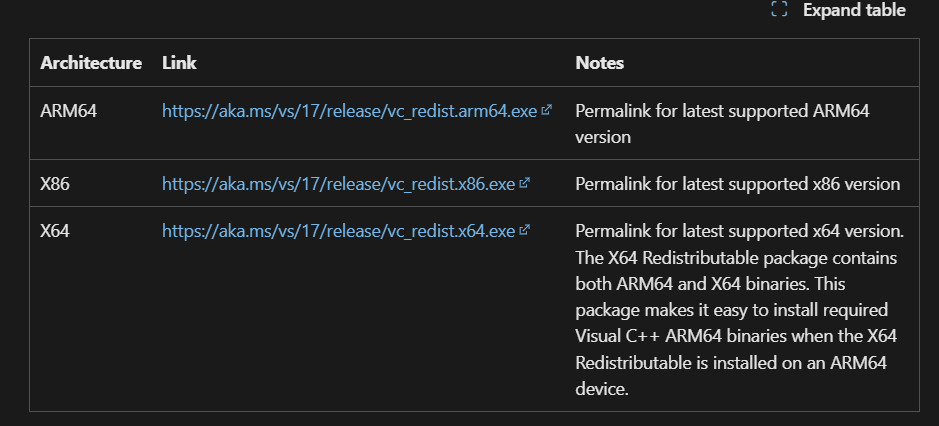 Expand table
Architecture Link Notes
ARM64 https://aka.ms/vs/17/release/vc_redist.arm64.exe Permalink for latest supported ARM64
version
X86 https://aka.ms/vs/17/release/vc_redist.x86.exe Permalink for latest supported x86 version
X64 https://aka.ms/vs/17/release/vc_redist.x64.exe Permalink for latest supported x64 version.
The X64 Redistributable package contains
both ARM64 and X64 binaries. This
package makes it easy to install required
Visual C++ ARM64 binaries when the X64
Redistributable is installed on an ARM64
device.